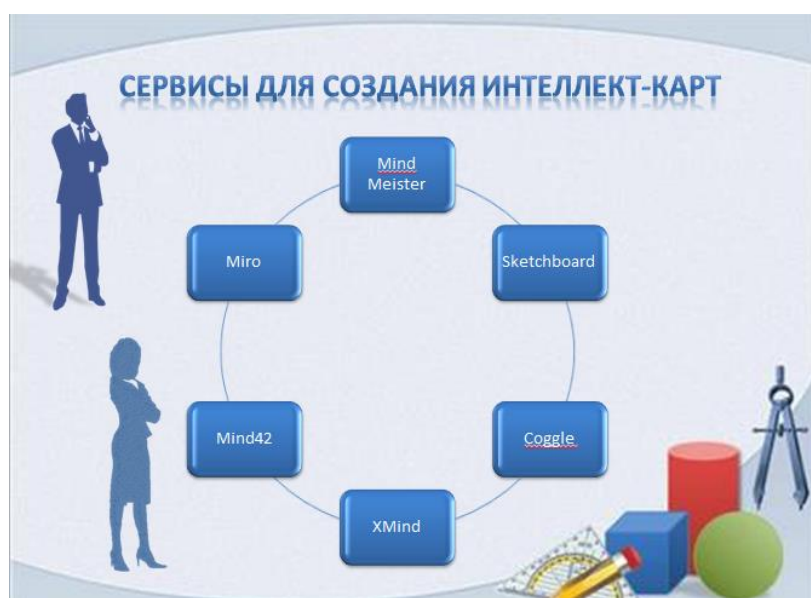 СЕРВИСЫ ДЛЯ СОЗДАНИЯ ИНТЕЛЛЕКТ-КАРТ
Mind
Meister
Sketchboard
Coggle
XMind
Mind42
Miro